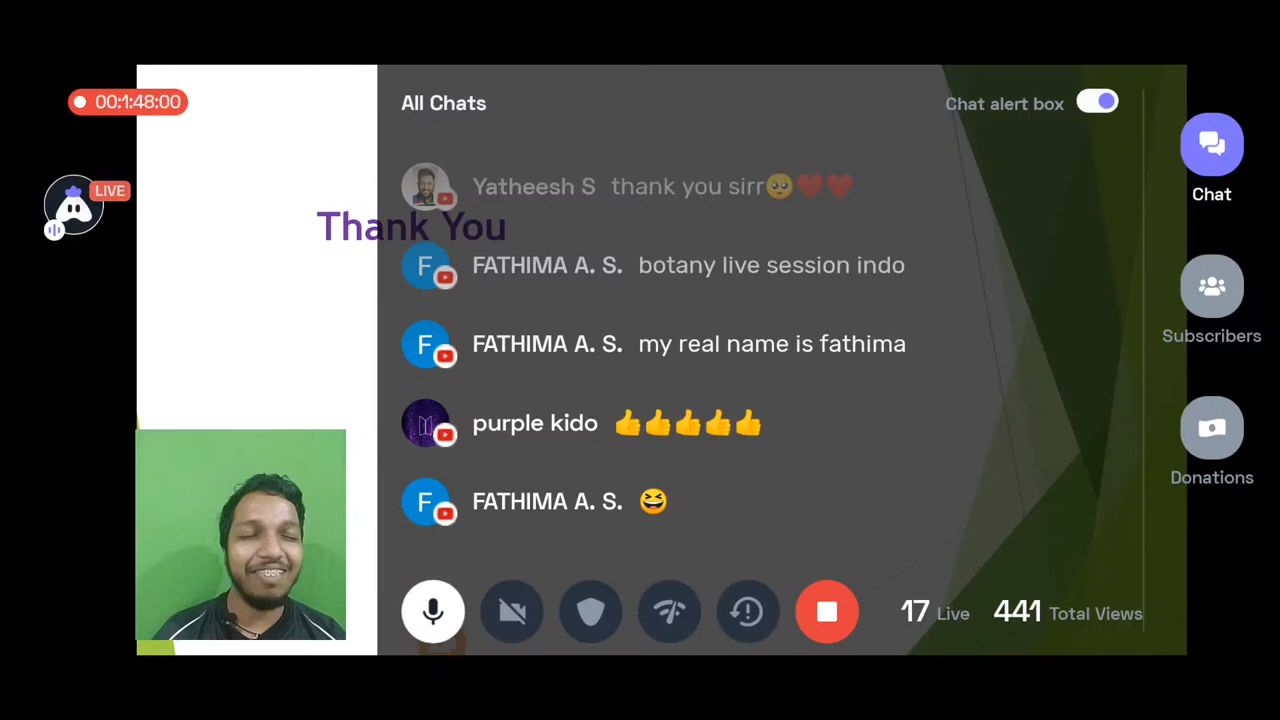 00:1:48:00
LIVE
All Chats
Chat alert box
Yatheesh S thank you sirr🥺❤️❤️
Thank You
F FATHIMA A. S. botany live session indo
F FATHIMA A. S. my real name is fathima
purple kido 👍👍👍👍👍
F FATHIMA A. S. 😆
17 Live 441 Total Views
Chat
Subscribers
Donations